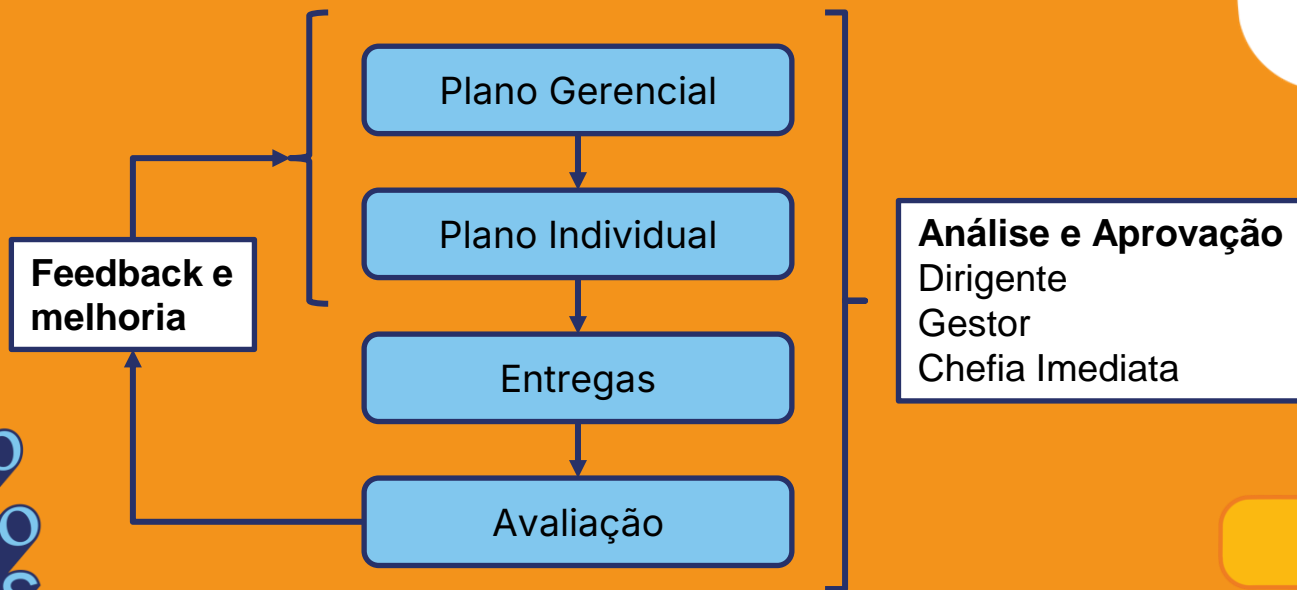 Plano Gerencial
Plano Individual
Feedback e
melhoria
Entregas
Avaliação
Análise e Aprovação
Dirigente
Gestor
Chefia Imediata